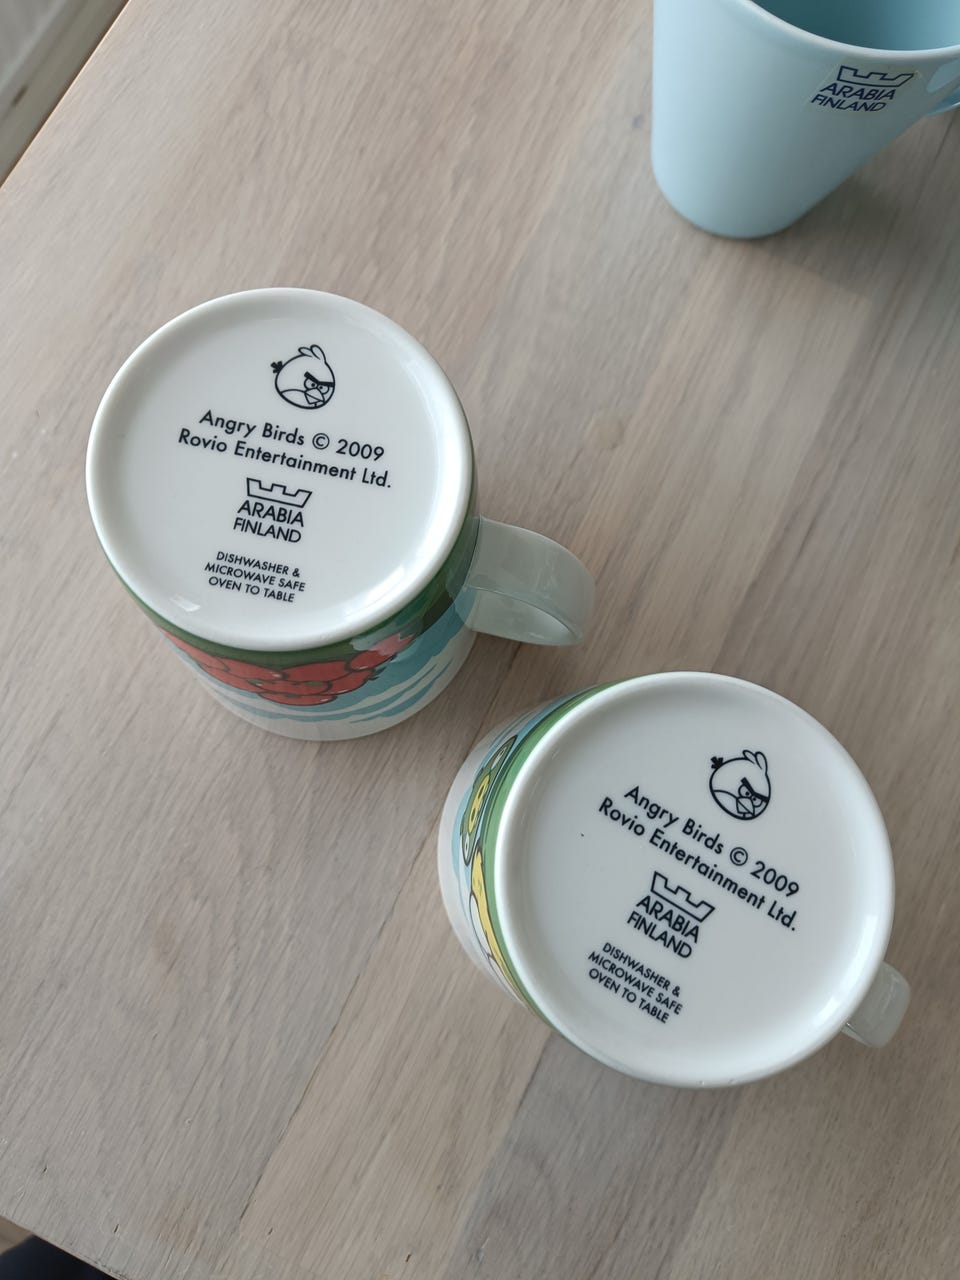 ARABIA
FINLAND
Angry Birds © 2009
Rovio Entertainment Ltd.
ARABIA
FINLAND
DISHWASHER &
MICROWAVE SAFE
OVEN TO TABLE
Angry Birds © 2009
Rovio Entertainment Ltd.
ARABIA
FINLAND
DISHWASHER &
MICROWAVE SAFE
OVEN TO TABLE